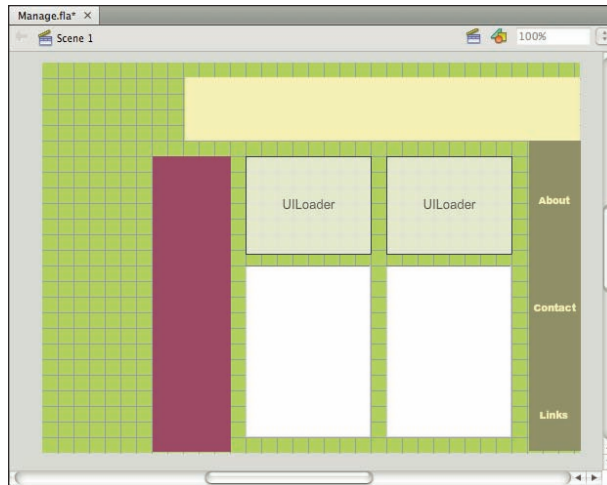 Manage.fla* ×
Scene 1
100%
UILoader
UILoader
About
Contact
Links